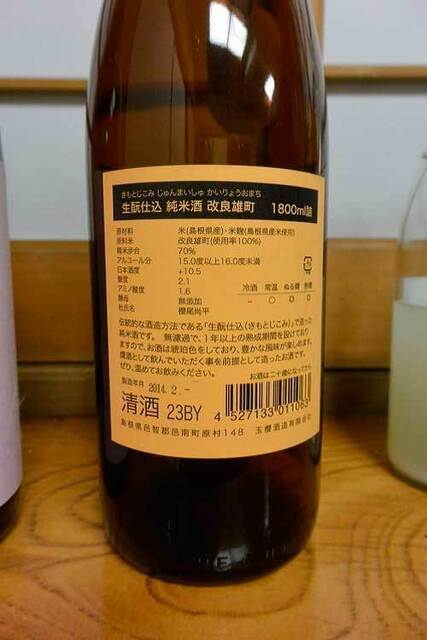 きもとじこみ じゅんまいしゅ かいりょうおまち
生酛仕込 純米酒 改良雄町 1800ml詰
原材料 米(島根県産)・米麹(島根県産米使用)
原料米 改良雄町(使用率100%)
精米歩合 70%
アルコール分 15.0度以上16.0度未満
日本酒度 +10.5
酸度 2.1
アミノ酸度 1.6
酵母 無添加
杜氏名 櫻尾尚平
冷酒 常温 ぬる燗 熱燗
– ○ ◎ ◎
伝統的な酒造方法である「生酛仕込(きもとじこみ)」で造った
純米酒です。 無濾過で、1年以上の熟成期間を設けており
ますので、お酒は琥珀色をしており、豊かな風味が楽しめます。
燗酒として飲んでいただく事を前提として造ったお酒です。
ぜひ、温めてお飲みください。
お酒は二十歳になってから
製造年月 2014. 2. -
清酒 23BY
4 527133 011063
島根県邑智郡邑南町原村148 玉櫻酒造有限会社